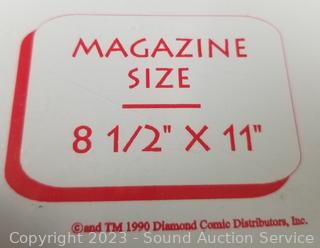 MAGAZINE
SIZE
8 1/2" X 11"
©and TM 1990 Diamond Comic Distributors, Inc.
Copyright 2023 - Sound Auction Service